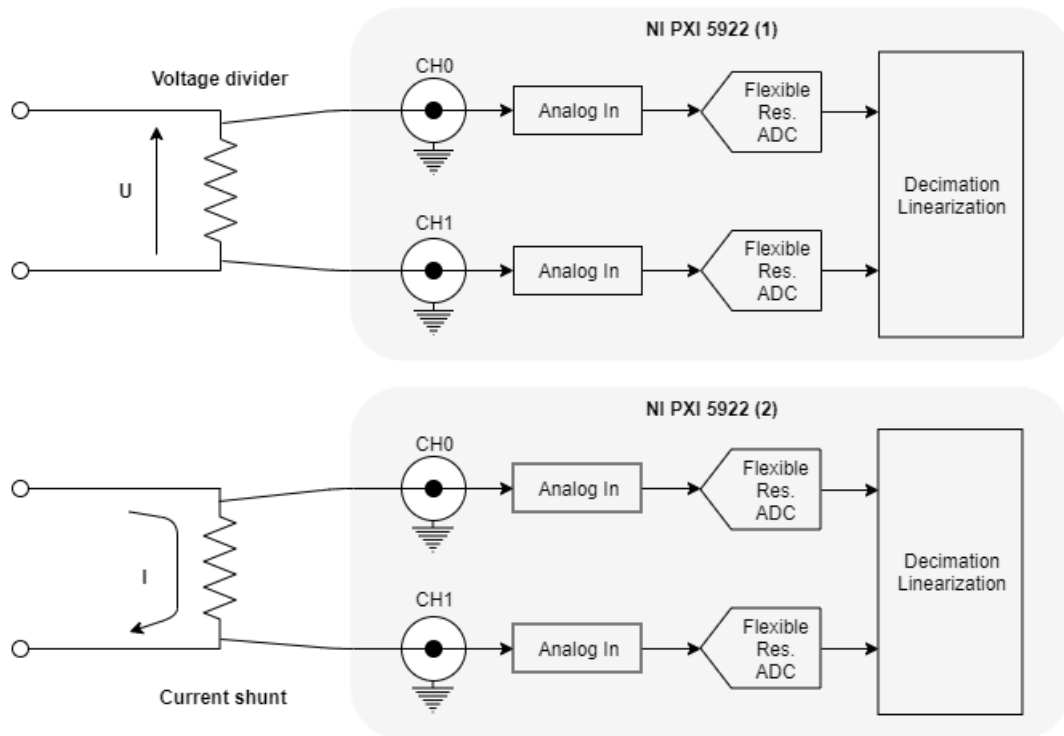 NI PXI 5922 (1)
Voltage divider
CH0
Analog In
Flexible
Res.
ADC
U
CH1
Analog In
Flexible
Res.
ADC
Decimation
Linearization
NI PXI 5922 (2)
CH0
Analog In
Flexible
Res.
ADC
I
CH1
Analog In
Flexible
Res.
ADC
Decimation
Linearization
Current shunt